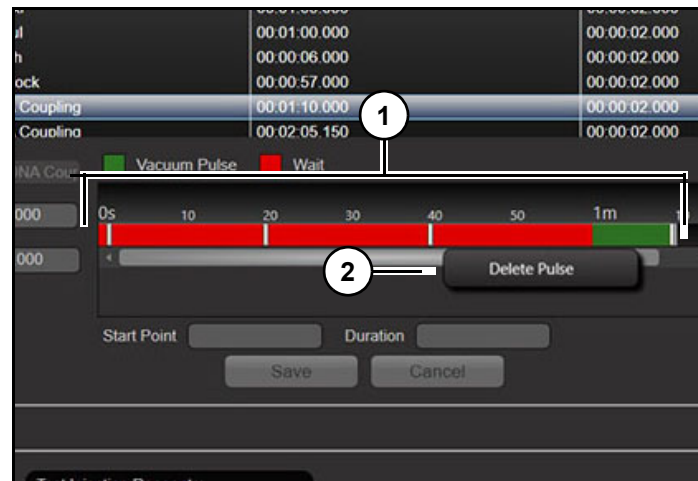 ul 00:01:00.000 00:00:02.000
h 00:00:06.000 00:00:02.000
ock 00:00:57.000 00:00:02.000
Coupling 00:01:10.000 00:00:02.000
1
Coupling 00:02:05.150 00:00:02.000
DNA Coup Vacuum Pulse Wait
000 0s 10 20 30 40 50 1m
000 2 Delete Pulse
Start Point Duration
Save Cancel